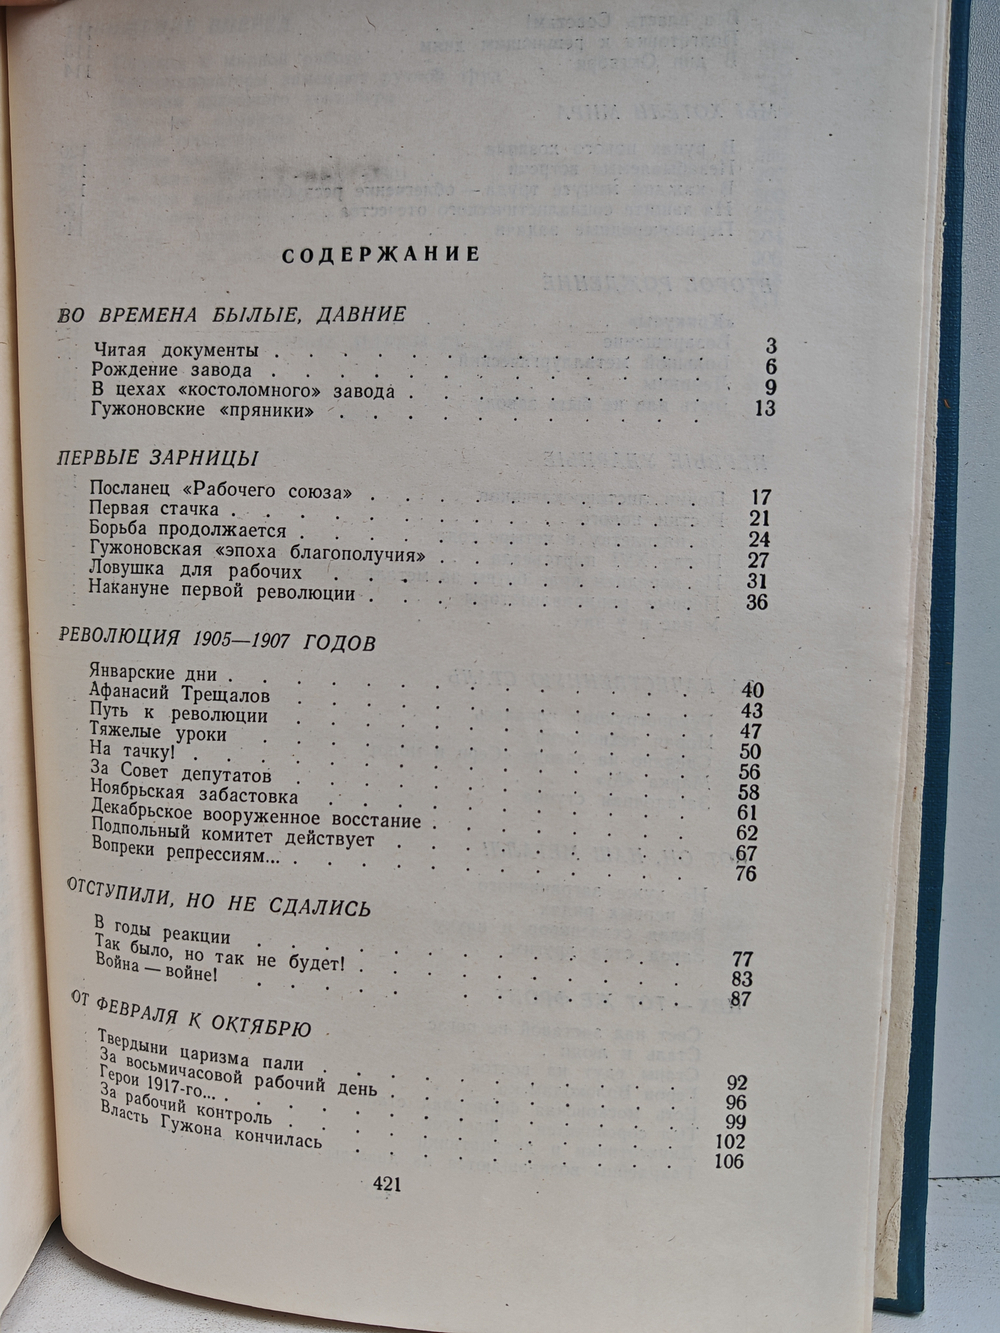 СОДЕРЖАНИЕ
ВО ВРЕМЕНА БЫЛЫЕ, ДАВНИЕ
Читая документы . . . . . . . . . . 3
Рождение завода . . . . . . . . . . 6
В цехах «костоломного» завода . . . . . . . . 9
Гужоновские «пряники» . . . . . . . . . 13
ПЕРВЫЕ ЗАРНИЦЫ
Посланец «Рабочего союза» . . . . . . . . 17
Первая стачка . . . . . . . . . . 21
Борьба продолжается . . . . . . . . . . 24
Гужоновская «эпоха благополучия» . . . . . . . 27
Ловушка для рабочих . . . . . . . . . 31
Накануне первой революции . . . . . . . . 36
РЕВОЛЮЦИЯ 1905—1907 ГОДОВ
Январские дни . . . . . . . . . . 40
Афанасий Трещалов . . . . . . . . . . 43
Путь к революции . . . . . . . . . . 47
Тяжелые уроки . . . . . . . . . . 50
На тачку! . . . . . . . . . . . 56
За Совет депутатов . . . . . . . . . . 58
Ноябрьская забастовка . . . . . . . . . 61
Декабрьское вооруженное восстание . . . . . . . 62
Подпольный комитет действует . . . . . . . . 67
Вопреки репрессиям... . . . . . . . . . . 76
ОТСТУПИЛИ, НО НЕ СДАЛИСЬ
В годы реакции . . . . . . . . . . 77
Так было, но так не будет! . . . . . . . . 83
Война — войне! . . . . . . . . . . 87
ОТ ФЕВРАЛЯ К ОКТЯБРЮ
Твердыни царизма пали . . . . . . . . . 92
За восьмичасовой рабочий день . . . . . . . . 96
Герои 1917-го... . . . . . . . . . . . 99
За рабочий контроль . . . . . . . . . . 102
Власть Гужона кончилась . . . . . . . . . 106
421